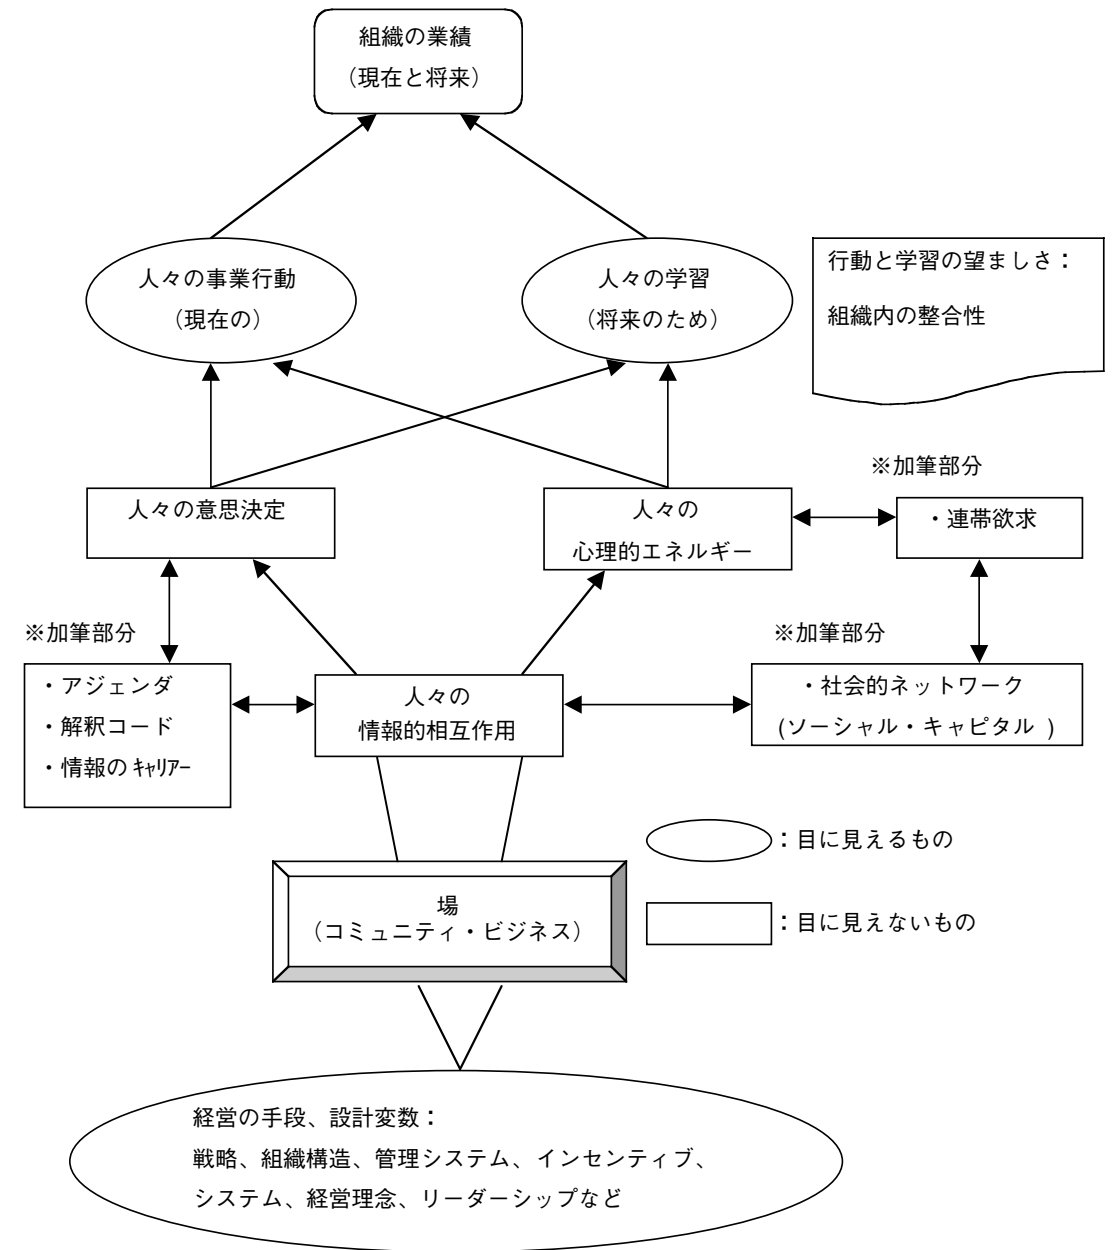 組織の業績
（現在と将来）
人々の事業行動
（現在の）
人々の学習
（将来のため）
行動と学習の望ましさ：
組織内の整合性
※加筆部分
人々の意思決定
人々の
心理的エネルギー
・連帯欲求
※加筆部分
※加筆部分
・アジェンダ
・解釈コード
・情報のｷｬﾘｱｰ
人々の
情報的相互作用
・社会的ネットワーク
(ソーシャル・キャピタル )
：目に見えるもの
場
（コミュニティ・ビジネス）
：目に見えないもの
経営の手段、設計変数：
戦略、組織構造、管理システム、インセンティブ、
システム、経営理念、リーダーシップなど